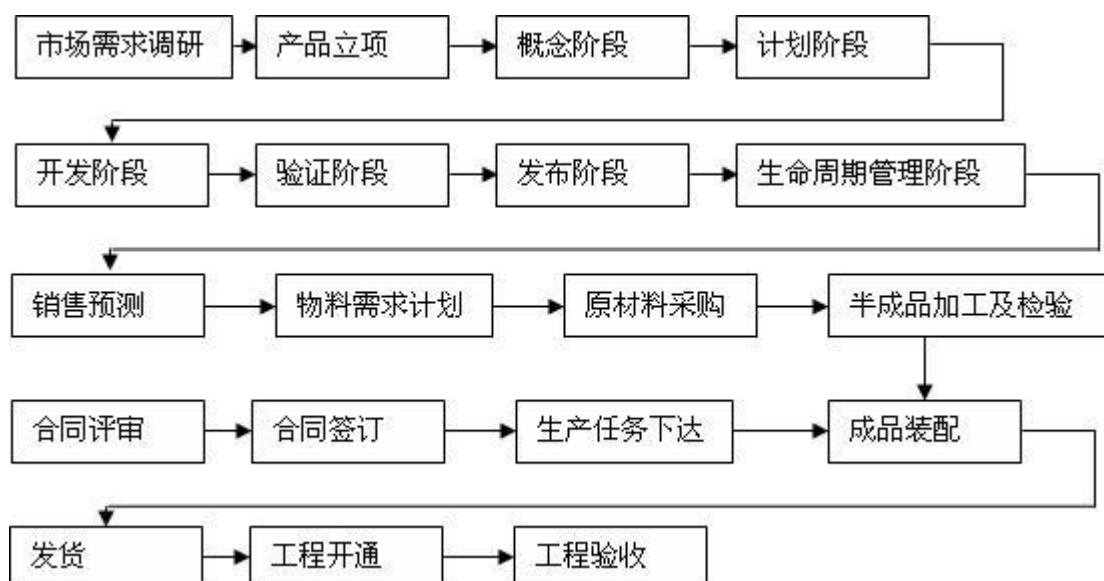 市场需求调研
产品立项
概念阶段
计划阶段
开发阶段
验证阶段
发布阶段
生命周期管理阶段
销售预测
物料需求计划
原材料采购
半成品加工及检验
合同评审
合同签订
生产任务下达
成品装配
发货
工程开通
工程验收